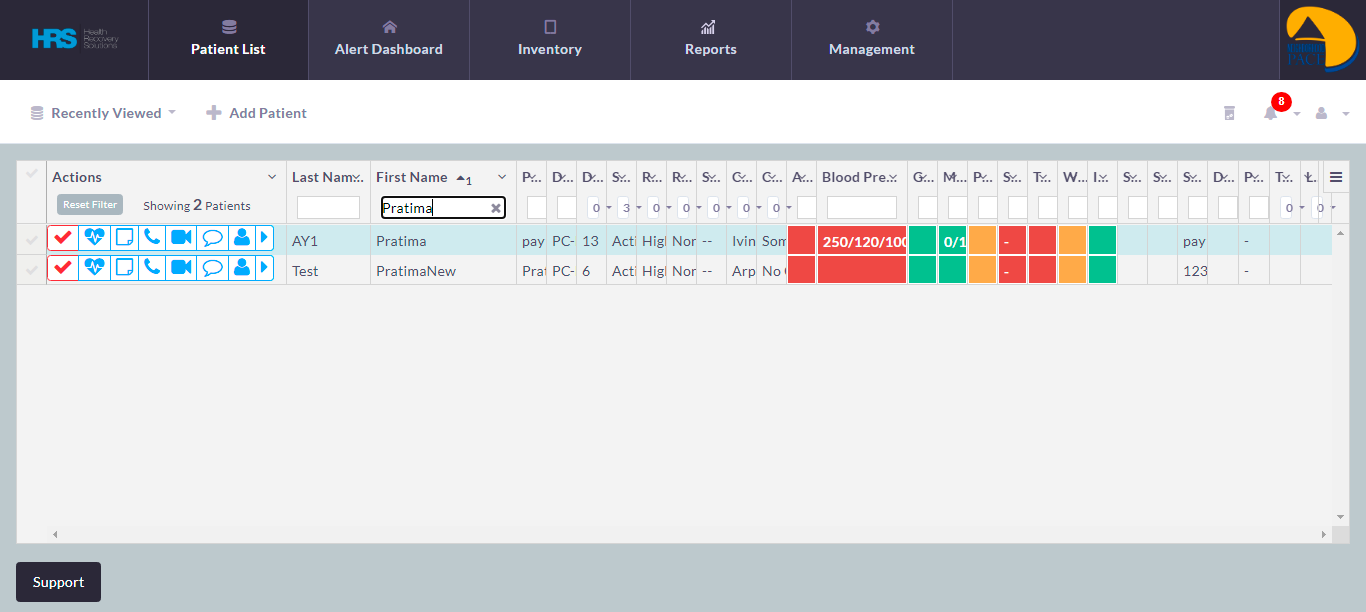 HRS Health Recovery Solutions
Patient List
Alert Dashboard
Inventory
Reports
Management
PACT
Recently Viewed
Add Patient
8
Actions Last Nam... First Name 1 P... D... D... S... R... R... S... C... C... A... Blood Pre... G... M... P... S... T... W... I... S... S... S... D... P... T... Ł...
Reset Filter Showing 2 Patients Pratima 0 3 0 0 0 0 0 0 0
AY1 Pratima pay PC- 13 Acti Higl Nor -- Ivin Som 250/120/100 0/1 - pay -
Test PratimaNew Prat PC- 6 Acti Higl Nor -- Arp No - 123 -
Support